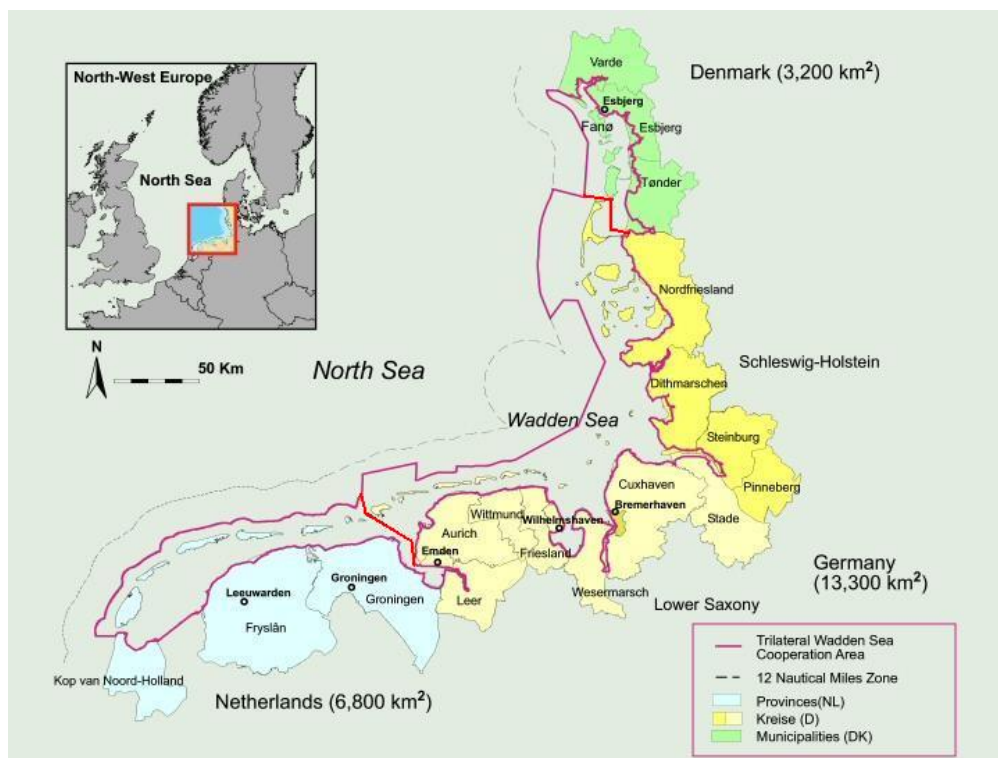 North-West Europe
North Sea
N
50 Km
Denmark (3,200 km²)
Varde
Esbjerg
Fanø
Esbjerg
Tønder
Nordfriesland
North Sea
Schleswig-Holstein
Dithmarschen
Wadden Sea
Steinburg
Cuxhaven
Pinneberg
Bremerhaven
Wittmund
Wilhelmshaven
Stade
Aurich
Emden
Friesland
Germany
(13,300 km²)
Groningen
Leeuwarden
Groningen
Leer
Wesermarsch
Lower Saxony
Fryslân
Kop van Noord-Holland
Netherlands (6,800 km²)
Trilateral Wadden Sea
Cooperation Area
12 Nautical Miles Zone
Provinces(NL)
Kreise (D)
Municipalities (DK)